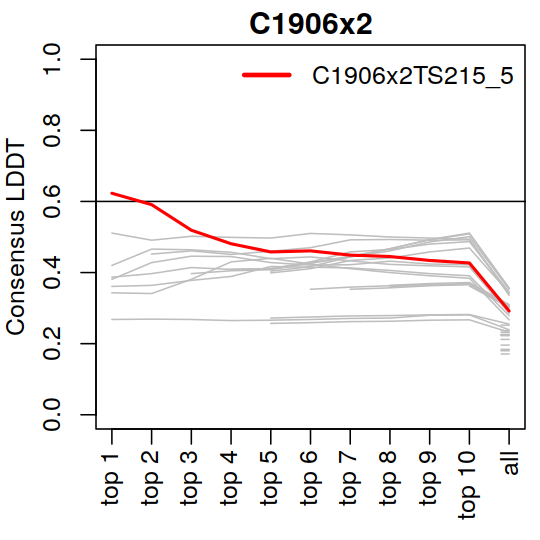 C1906x2
C1906x2TS215_5
Consensus LDDT
1.0
0.8
0.6
0.4
0.2
0.0
top 1
top 2
top 3
top 4
top 5
top 6
top 7
top 8
top 9
top 10
all